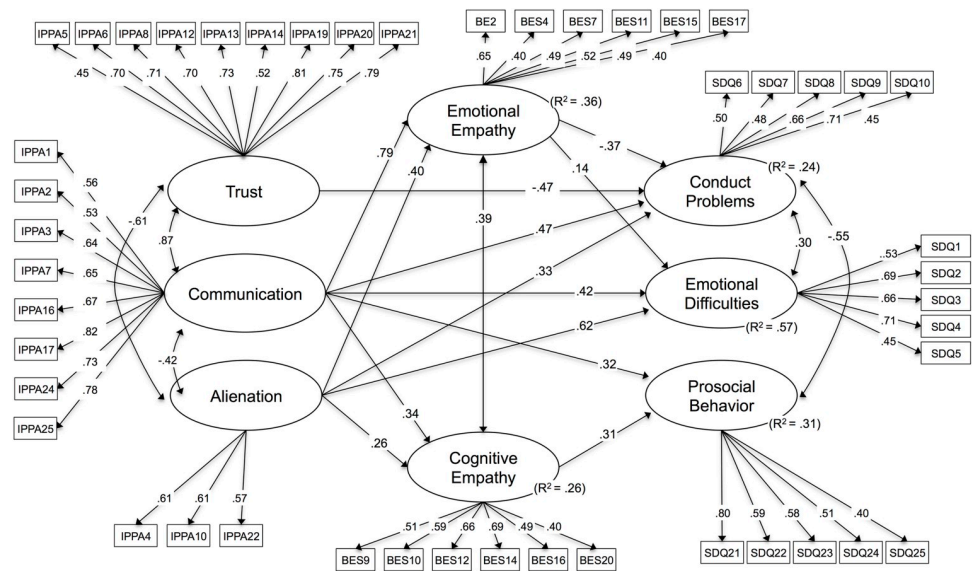 IPPA5 IPPA6 IPPA8 IPPA12 IPPA13 IPPA14 IPPA19 IPPA20 IPPA21
.45 .70 .71 .70 .73 .52 .81 .75 .79
BE2 BES4 BES7 BES11 BES15 BES17
.65 .40 .49 .52 .49 .40
Emotional
Empathy
(R² = .36)
SDQ6 SDQ7 SDQ8 SDQ9 SDQ10
.50 .48 .66 .71 .45
IPPA1
IPPA2
IPPA3
IPPA7
IPPA16
IPPA17
IPPA24
IPPA25
.56
.53
.64
.65
.67
.82
.73
.78
-.61
.87
-.42
Trust
Communication
Alienation
.79
.40
.39
-.37
.14
-.47
.47
.33
.42
.62
.32
.34
.26
.31
Conduct
Problems
(R² = .24)
.30
-.55
Emotional
Difficulties
(R² = .57)
.53
.69
.66
.71
.45
SDQ1
SDQ2
SDQ3
SDQ4
SDQ5
Prosocial
Behavior
(R² = .31)
Cognitive
Empathy
(R² = .26)
.61 .61 .57
IPPA4 IPPA10 IPPA22
.51 .59 .66 .69 .49 .40
BES9 BES10 BES12 BES14 BES16 BES20
.80 .59 .58 .51 .40
SDQ21 SDQ22 SDQ23 SDQ24 SDQ25